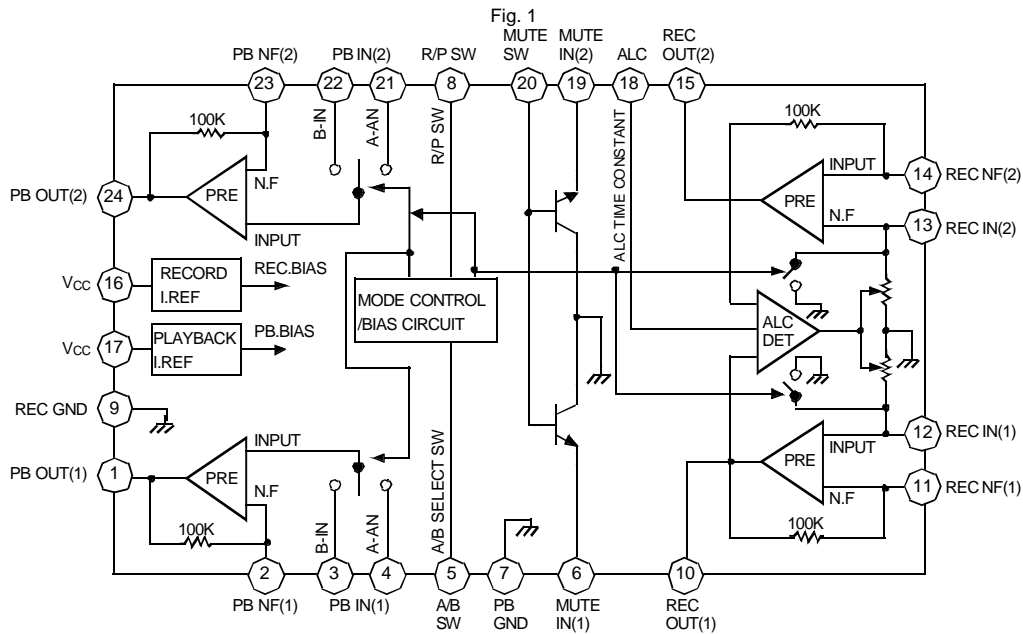 Fig. 1
PB NF(2)
PB IN(2)
R/P SW
MUTE
SW
MUTE
IN(2)
ALC
REC
OUT(2)
23
22
21
8
20
19
18
15
100K
B-IN
A-AN
R/P SW
ALC TIME CONSTANT
100K
PRE
N.F
INPUT
24
PB OUT(2)
INPUT
N.F
PRE
14
REC NF(2)
13
REC IN(2)
VCC
16
RECORD
I.REF
REC.BIAS
MODE CONTROL
/BIAS CIRCUIT
ALC
DET
VCC
17
PLAYBACK
I.REF
PB.BIAS
REC GND
9
PB OUT(1)
1
PRE
INPUT
N.F
100K
B-IN
A-AN
A/B SELECT SW
PRE
INPUT
N.F
100K
12
REC IN(1)
11
REC NF(1)
2
3
4
5
7
6
10
PB NF(1)
PB IN(1)
A/B
SW
PB
GND
MUTE
IN(1)
REC
OUT(1)